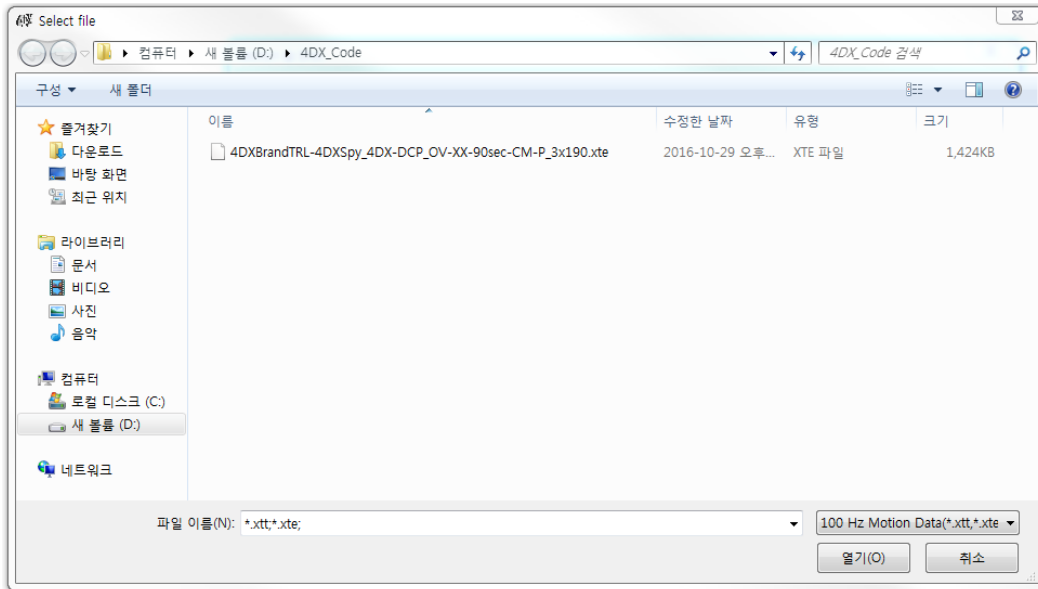 Select file
컴퓨터 ▶ 새 볼륨 (D:) ▶ 4DX_Code
4DX_Code 검색
구성 새 폴더
이름 수정한 날짜 유형 크기
4DXBrandTRL-4DXSpy_4DX-DCP_OV-XX-90sec-CM-P_3x190.xte 2016-10-29 오후... XTE 파일 1,424KB
즐겨찾기
다운로드
바탕 화면
최근 위치
라이브러리
문서
비디오
사진
음악
컴퓨터
로컬 디스크 (C:)
새 볼륨 (D:)
네트워크
파일 이름(N): *.xtt;*.xte; 100 Hz Motion Data(*.xtt,*.xte
열기(O) 취소